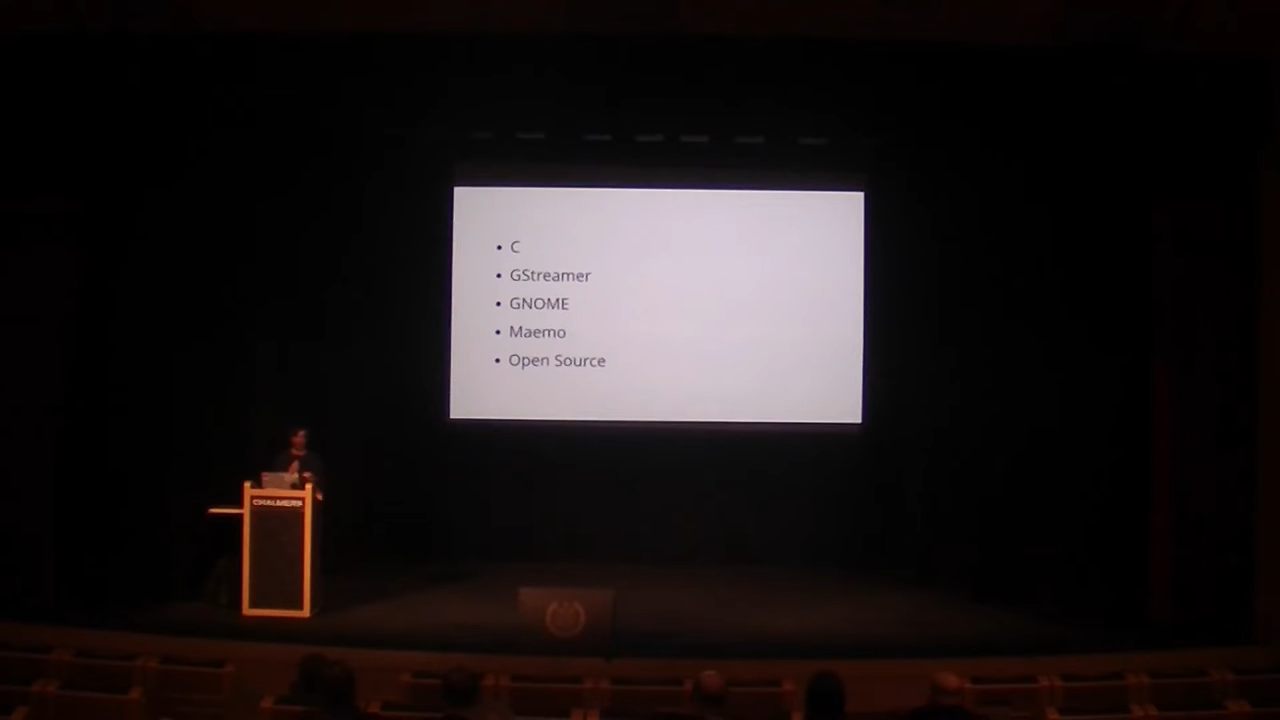 • C
• GStreamer
• GNOME
• Maemo
• Open Source
CHALMERS